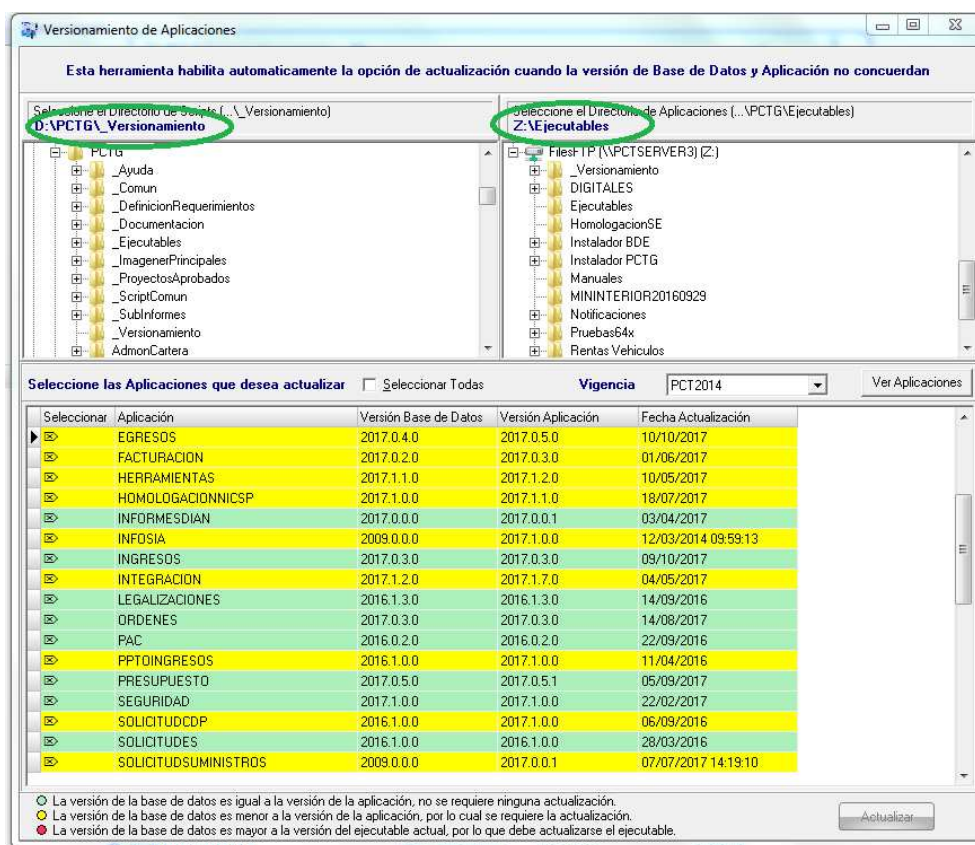 Versionamiento de Aplicaciones
Esta herramienta habilita automaticamente la opción de actualización cuando la versión de Base de Datos y Aplicación no concuerdan
Seleccione el Directorio de Scripts (...\_Versionamiento)
D:\PCTG\_Versionamiento
PCTG
_Ayuda
_Comun
_DefinicionRequerimientos
_Documentacion
_Ejecutables
_ImagenerPrincipales
_ProyectosAprobados
_ScriptComun
_SubInformes
_Versionamiento
AdmonCartera
Seleccione el Directorio de Aplicaciones (...\PCTG\Ejecutables)
Z:\Ejecutables
FilesFTP (\\PCTSERVER3) (Z:)
_Versionamiento
DIGITALES
Ejecutables
HomologacionSE
Instalador BDE
Instalador PCTG
Manuales
MININTERIOR20160929
Notificaciones
Pruebas64x
Rentas Vehiculos
Seleccione las Aplicaciones que desea actualizar Seleccionar Todas Vigencia PCT2014 Ver Aplicaciones
Seleccionar Aplicación Versión Base de Datos Versión Aplicación Fecha Actualización
EGRESOS 2017.0.4.0 2017.0.5.0 10/10/2017
FACTURACION 2017.0.2.0 2017.0.3.0 01/06/2017
HERRAMIENTAS 2017.1.1.0 2017.1.2.0 10/05/2017
HOMOLOGACIONNICSP 2017.1.0.0 2017.1.1.0 18/07/2017
INFORMESDIAN 2017.0.0.0 2017.0.0.1 03/04/2017
INFOSIA 2009.0.0.0 2017.1.0.0 12/03/2014 09:59:13
INGRESOS 2017.0.3.0 2017.0.3.0 09/10/2017
INTEGRACION 2017.1.2.0 2017.1.7.0 04/05/2017
LEGALIZACIONES 2016.1.3.0 2016.1.3.0 14/09/2016
ORDENES 2017.0.3.0 2017.0.3.0 14/08/2017
PAC 2016.0.2.0 2016.0.2.0 22/09/2016
PPTOINGRESOS 2016.1.0.0 2017.1.0.0 11/04/2016
PRESUPUESTO 2017.0.5.0 2017.0.5.1 05/09/2017
SEGURIDAD 2017.1.0.0 2017.1.0.0 22/02/2017
SOLICITUDCDP 2016.1.0.0 2017.1.0.0 06/09/2016
SOLICITUDES 2016.1.0.0 2016.1.0.0 28/03/2016
SOLICITUDSUMINISTROS 2009.0.0.0 2017.0.0.1 07/07/2017 14:19:10
La versión de la base de datos es igual a la versión de la aplicación, no se requiere ninguna actualización.
La versión de la base de datos es menor a la versión de la aplicación, por lo cual se requiere la actualización.
La versión de la base de datos es mayor a la versión del ejecutable actual, por lo que debe actualizarse el ejecutable.
Actualizar